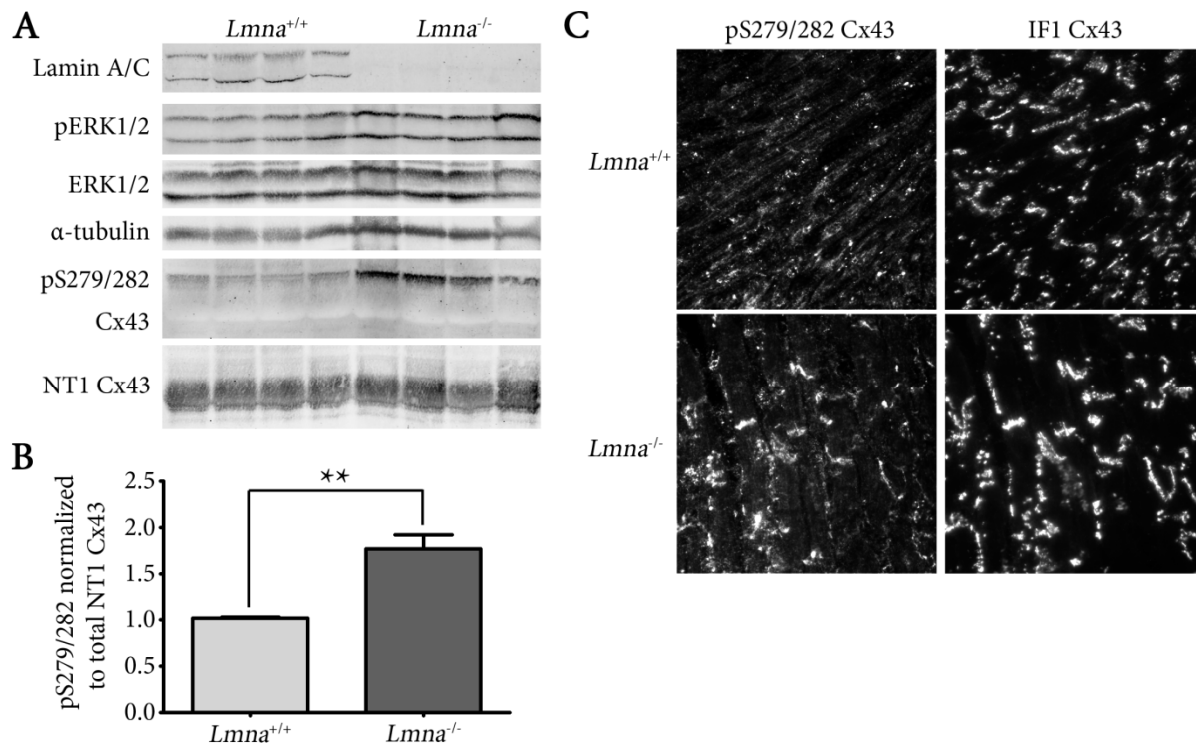 A
Lmna+/+ Lmna-/-
Lamin A/C
pERK1/2
ERK1/2
α-tubulin
pS279/282
Cx43
NT1 Cx43
B
pS279/282 normalized
to total NT1 Cx43
2.5
2.0
1.5
1.0
0.5
0.0
**
Lmna+/+ Lmna-/-
C
pS279/282 Cx43 IF1 Cx43
Lmna+/+
Lmna-/-